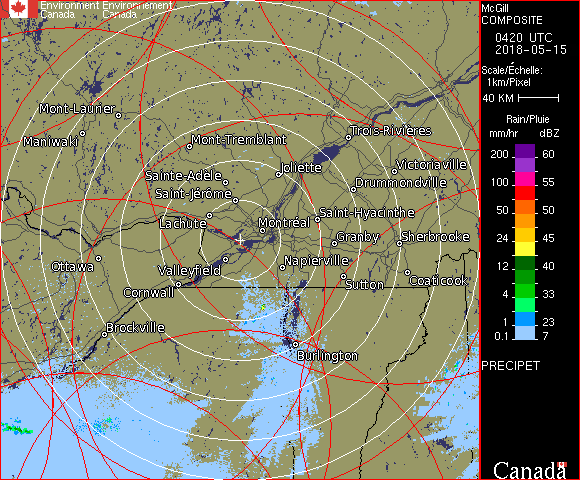 Environment Environnement
Canada Canada
McGill
COMPOSITE
0420 UTC
2018-05-15
Scale/Échelle:
1km/Pixel
40 KM
Rain/Pluie
mm/hr dBZ
200 60
100 55
50 50
24 45
12 40
4 33
1 23
0.1 7
PRECIPET
Canada
Mont-Laurier
Maniwaki
Mont-Tremblant
Trois-Rivières
Joliette
Victoriaville
Sainte-Adèle
Drummondville
Saint-Jérôme
Saint-Hyacinthe
Lachute
Montréal
Granby
Sherbrooke
Ottawa
Valleyfield
Napierville
Sutton
Coaticook
Cornwall
Brockville
Burlington